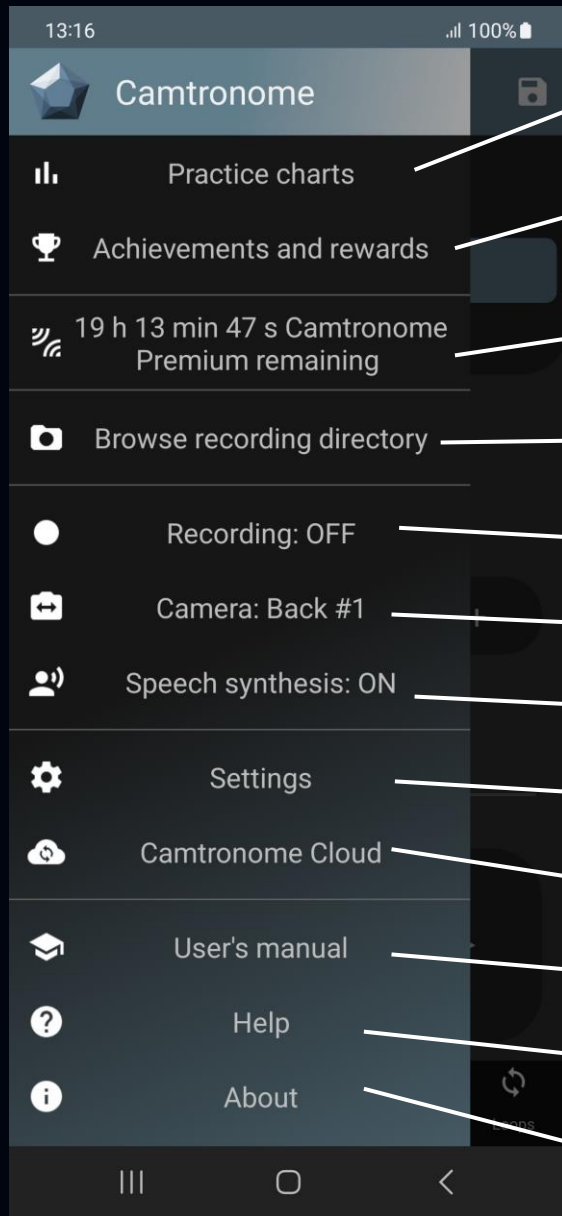 13:16
100%
Camtronome
Practice charts
Achievements and rewards
19 h 13 min 47 s Camtronome
Premium remaining
Browse recording directory
Recording: OFF
Camera: Back #1
Speech synthesis: ON
Settings
Camtronome Cloud
User's manual
Help
About
Loops